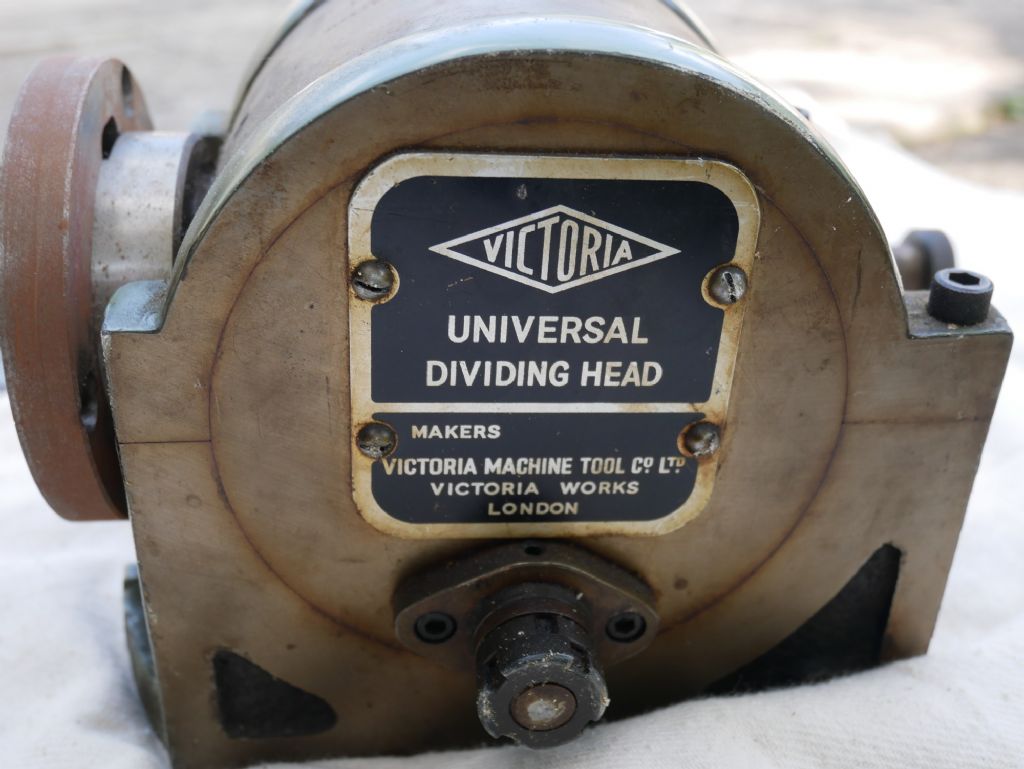 VICTORIA
UNIVERSAL
DIVIDING HEAD
MAKERS
VICTORIA MACHINE TOOL Cº LTD
VICTORIA WORKS
LONDON